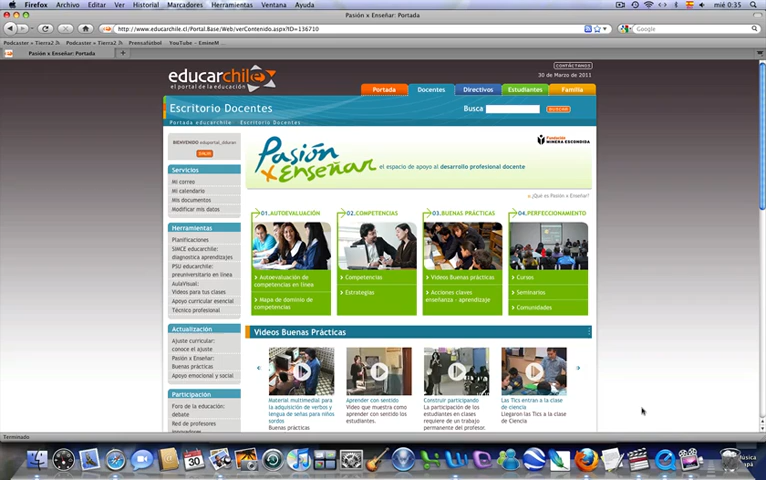 Firefox Archivo Editar Ver Historial Marcadores Herramientas Ventana Ayuda
mié 0:35
Pasión x Enseñar: Portada
http://www.educarchile.cl/Portal.Base/Web/verContenido.aspx?ID=136710
Google
Podcaster » Tierra2
Podcaster » Tierra2
Prensafútbol
Pasión x Enseñar: Portada
CONTÁCTANOS
educarchile
el portal de la educación
30 de Marzo de 2011
Portada Docentes Directivos Estudiantes Familia
Escritorio Docentes
Busca
BUSCAR
Portada educarchile Escritorio Docentes
BIENVENIDO
Pasión x Enseñar
el espacio de apoyo al desarrollo profesional docente
Fundación
MINERA ESCONDIDA
¿Que es Pasión x Enseñar?
Servicios
Mi correo
Mi calendario
Mis documentos
Modificar mis datos
Herramientas
Planificaciones
SIMCE educarchile:
diagnostica aprendizajes
PSU educarchile:
preuniversitario en línea
AulaVisual:
Videos para tus clases
Apoyo curricular esencial
Técnico profesional
Actualización
Ajuste curricular:
conoce el ajuste
Pasión x Enseñar:
Buenas prácticas
Apoyo emocional y social
Participación
Foro de la educación:
debate
Red de profesores
innovadores
01.AUTOEVALUACIÓN
Autoevaluación de
competencias en línea
Mapa de dominio de
competencias
02.COMPETENCIAS
Competencias
Estrategias
03.BUENAS PRÁCTICAS
Videos Buenas prácticas
Acciones claves
enseñanza - aprendizaje
04.PERFECCIONAMIENTO
Cursos
Seminarios
Comunidades
Videos Buenas Prácticas
Material multimedial para
la adquisición de verbos y
lengua de señas para niños
sordos
Buenas prácticas
Aprender con sentido
Video que muestra como
aprender con sentido los
estudiantes.
Construir participando
La participación de los
estudiantes en clases
requiere de un trabajo
permanente del profesor.
Las Tics entran a la clase
de ciencia
Llegaron las Tics a la clase
de Ciencias.
Terminado